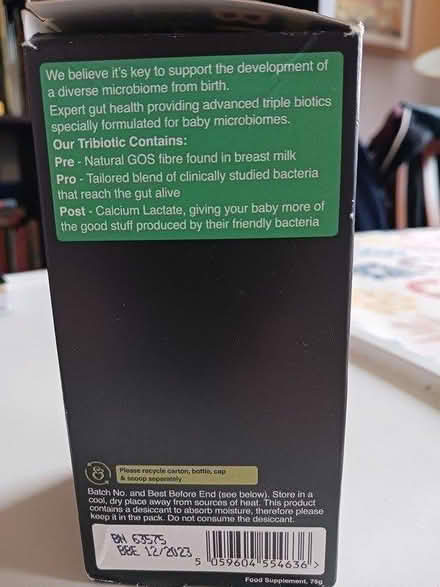 We believe it's key to support the development of
a diverse microbiome from birth.
Expert gut health providing advanced triple biotics
specially formulated for baby microbiomes.
Our Tribiotic Contains:
Pre - Natural GOS fibre found in breast milk
Pro - Tailored blend of clinically studied bacteria
that reach the gut alive
Post - Calcium Lactate, giving your baby more of
the good stuff produced by their friendly bacteria
Please recycle carton, bottle, cap
& scoop separately
Batch No. and Best Before End (see below). Store in a
cool, dry place away from sources of heat. This product
contains a desiccant to absorb moisture, therefore please
keep it in the pack. Do not consume the desiccant.
BN 63575
BBE 12/2023
5 059604 554636 >
Food Supplement, 75g